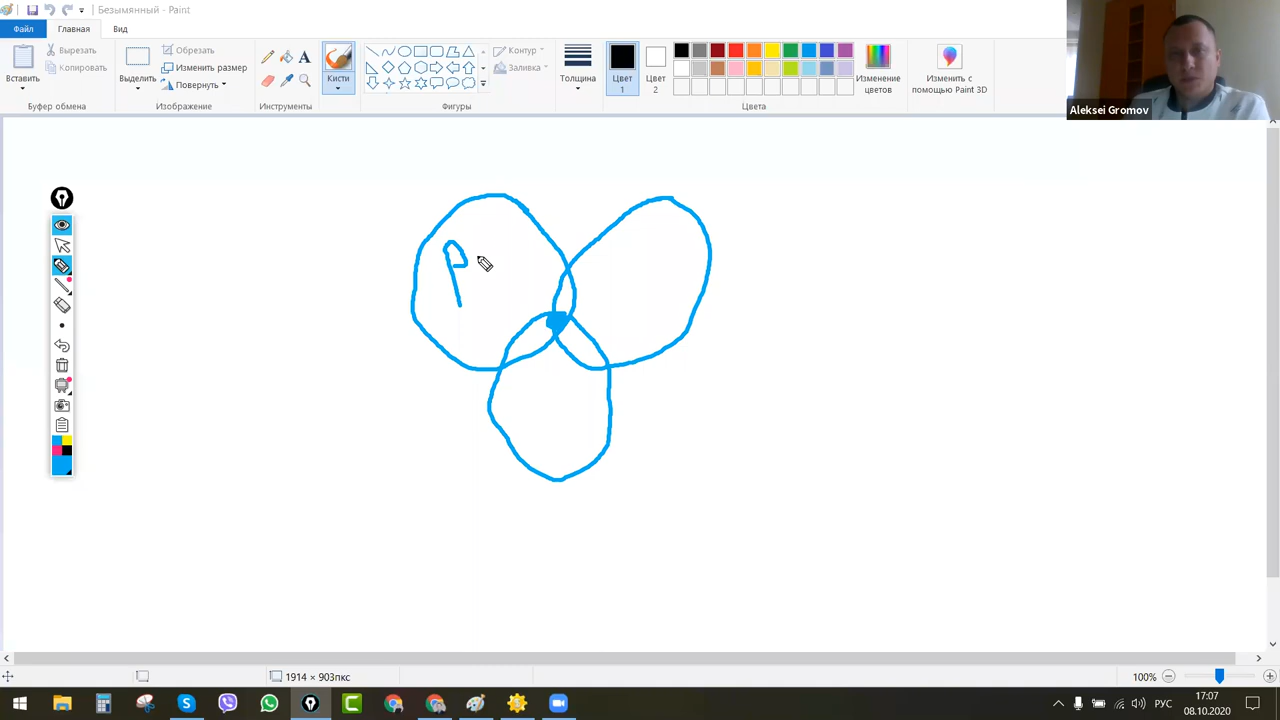 Безымянный - Paint
Файл
Главная
Вид
Вставить
Вырезать
Копировать
Буфер обмена
Выделить
Обрезать
Изменить размер
Повернуть
Изображение
A
Инструменты
Кисти
Контур
Заливка
Фигуры
Толщина
Цвет
1
Цвет
2
Цвета
Изменение
цветов
Изменить с
помощью Paint 3D
Aleksei Gromov
Р
1914 × 903пкс
100%
РУС
17:07
08.10.2020